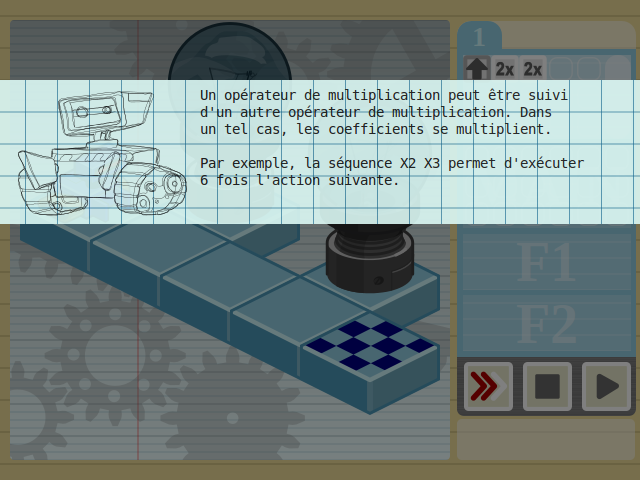 1
2x 2x
Un opérateur de multiplication peut être suivi
d'un autre opérateur de multiplication. Dans
un tel cas, les coefficients se multiplient.
Par exemple, la séquence X2 X3 permet d'exécuter
6 fois l'action suivante.
F1
F2